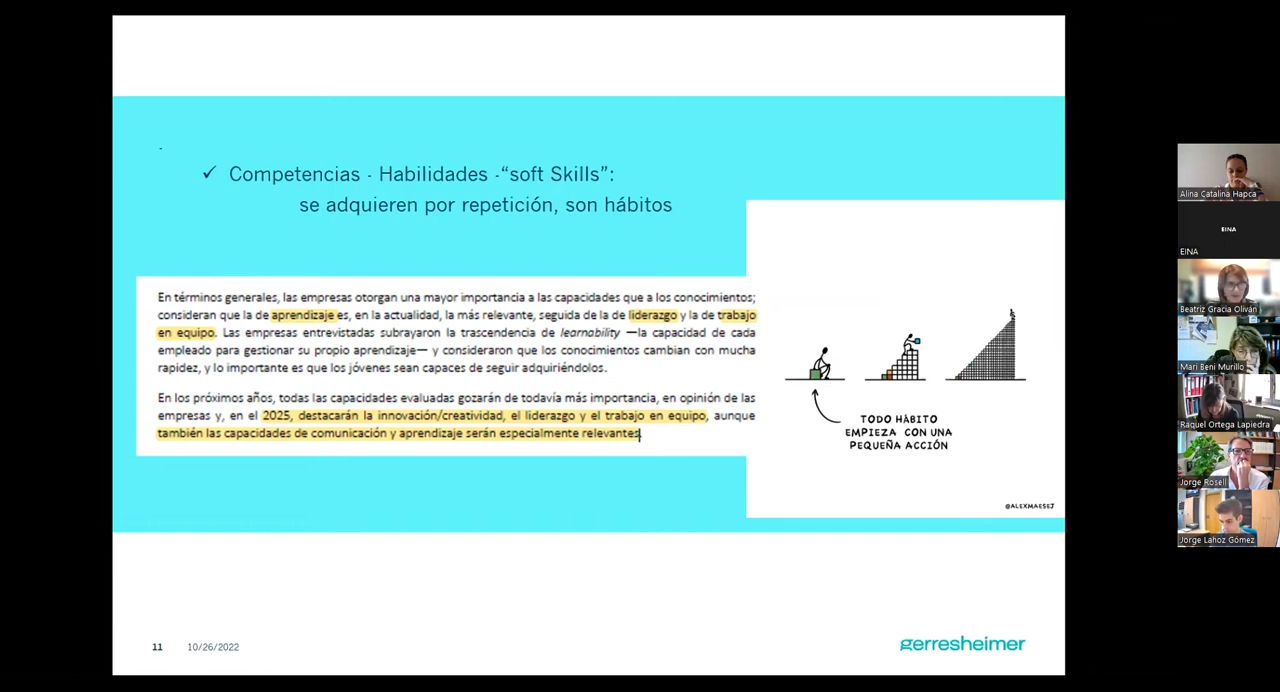 -
✓ Competencias - Habilidades -“soft Skills”:
se adquieren por repetición, son hábitos
En términos generales, las empresas otorgan una mayor importancia a las capacidades que a los conocimientos;
consideran que la de aprendizaje es, en la actualidad, la más relevante, seguida de la de liderazgo y la de trabajo
en equipo. Las empresas entrevistadas subrayaron la trascendencia de learnability —la capacidad de cada
empleado para gestionar su propio aprendizaje— y consideraron que los conocimientos cambian con mucha
rapidez, y lo importante es que los jóvenes sean capaces de seguir adquiriéndolos.
En los próximos años, todas las capacidades evaluadas gozarán de todavía más importancia, en opinión de las
empresas y, en el 2025, destacarán la innovación/creatividad, el liderazgo y el trabajo en equipo, aunque
también las capacidades de comunicación y aprendizaje serán especialmente relevantes.
TODO HÁBITO
EMPIEZA CON UNA
PEQUEÑA ACCIÓN
@ALEXMAESEJ
11 10/26/2022
gerresheimer
Alina Catalina Hapca
EINA
EINA
Beatriz Gracia Oliván
Mari Beni Murillo
Raquel Ortega Lapiedra
Jorge Rosell
Jorge Lahoz Gómez